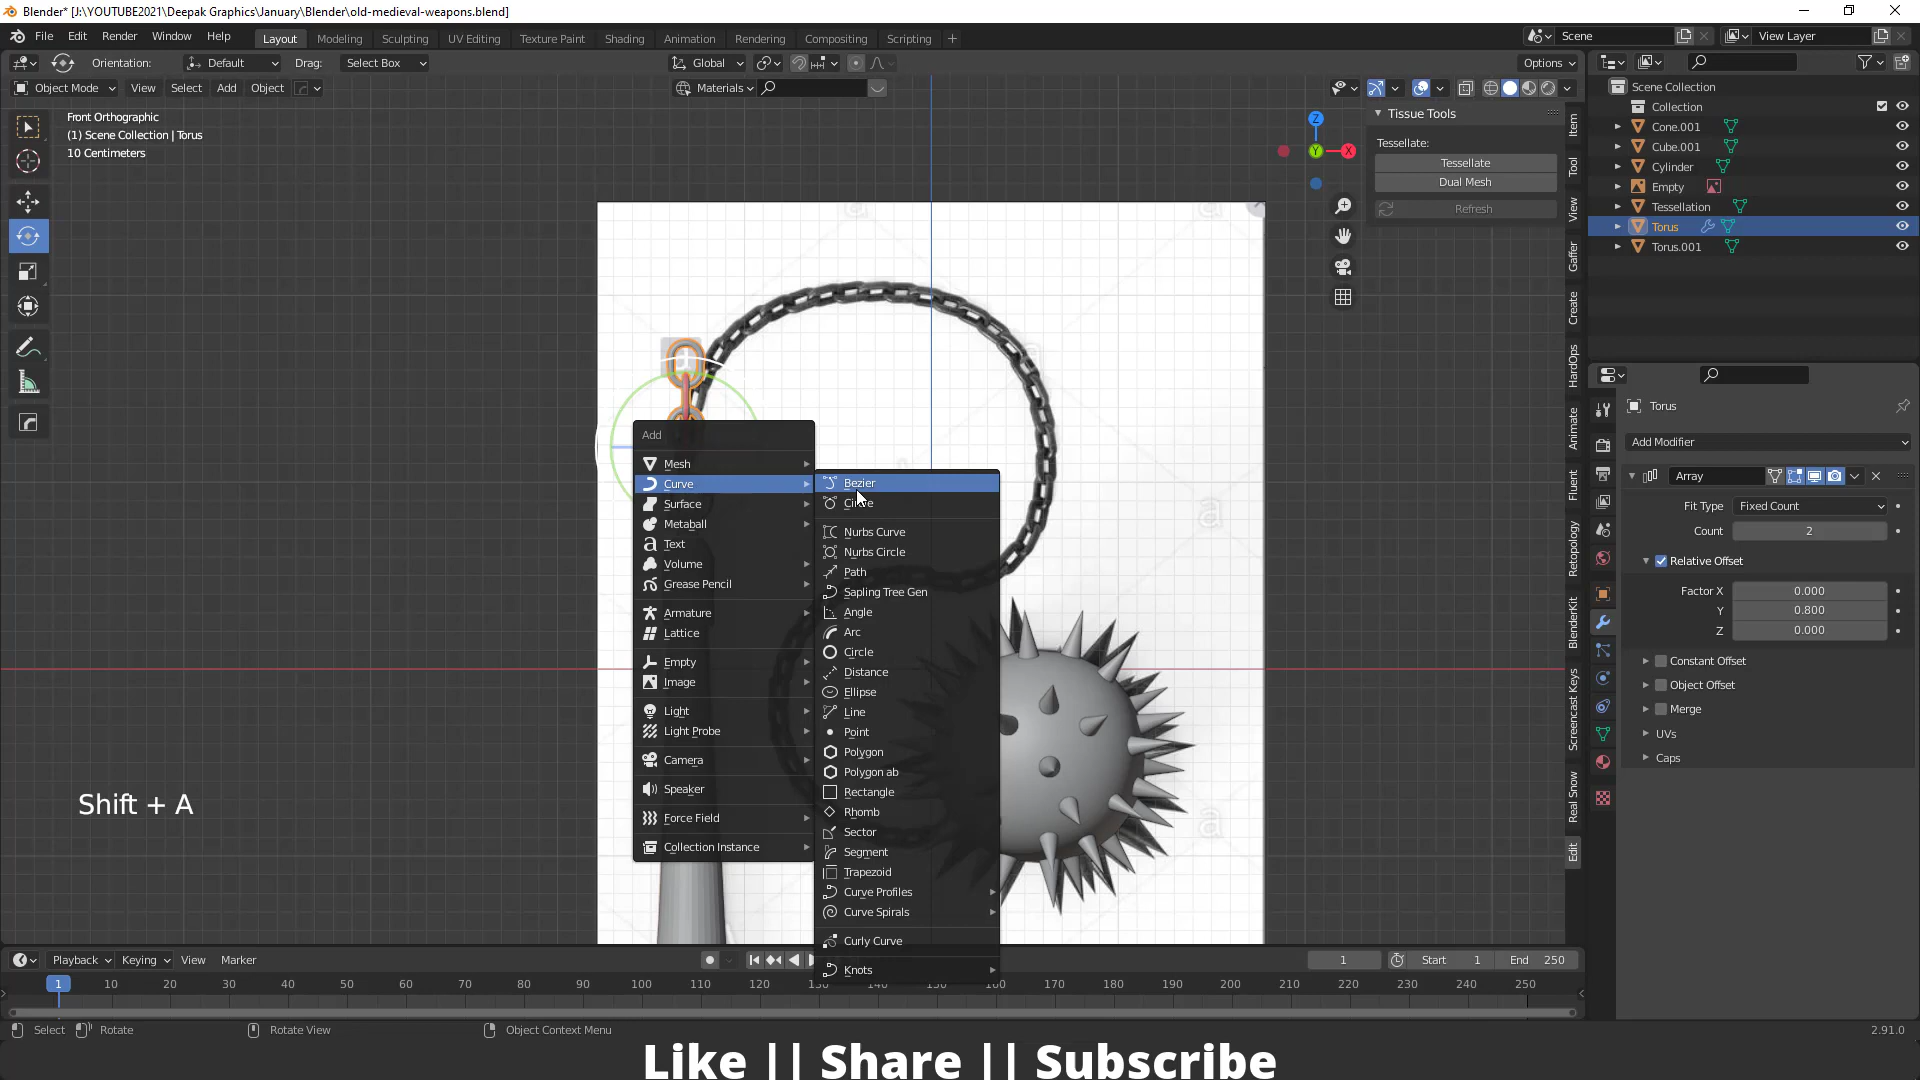 Blender* [J:\YOUTUBE2021\Deepak Graphics\January\Blender\old-medieval-weapons.blend]
File Edit Render Window Help Layout Modeling Sculpting UV Editing Texture Paint Shading Animation Rendering Compositing Scripting + Scene View Layer
Orientation: Default Drag: Select Box Global Options
Object Mode View Select Add Object Materials
Front Orthographic
(1) Scene Collection | Torus
10 Centimeters
Tissue Tools
Tessellate:
Tessellate
Dual Mesh
Refresh
Z
Y
X
Item
Tool
View
Gaffer
Create
HardOps
Animate
Fluent
Retopology
BlenderKit
Screencast Keys
Real Snow
Edit
Scene Collection
Collection
Cone.001
Cube.001
Cylinder
Empty
Tessellation
Torus
Torus.001
Torus
Add Modifier
Array
Fit Type Fixed Count
Count 2
Relative Offset
Factor X 0.000
Y 0.800
Z 0.000
Constant Offset
Object Offset
Merge
UVs
Caps
Add
Mesh
Curve
Surface
Metaball
Text
Volume
Grease Pencil
Armature
Lattice
Empty
Image
Light
Light Probe
Camera
Speaker
Force Field
Collection Instance
Bezier
Circle
Nurbs Curve
Nurbs Circle
Path
Sapling Tree Gen
Angle
Arc
Circle
Distance
Ellipse
Line
Point
Polygon
Polygon ab
Rectangle
Rhomb
Sector
Segment
Trapezoid
Curve Profiles
Curve Spirals
Curly Curve
Knots
Shift + A
Playback Keying View Marker 1 Start 1 End 250
1 10 20 30 40 50 60 70 80 90 100 110 120 130 140 150 160 170 180 190 200 210 220 230 240 250
Select Rotate Rotate View Object Context Menu 2.91.0
Like || Share || Subscribe